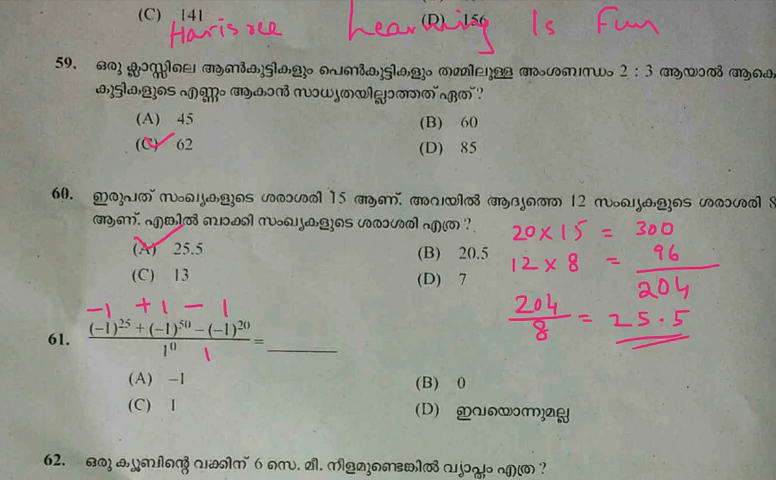 (C) 141 (D) 156
Harissree Learning Is Fun
59. ഒരു ക്ലാസ്സിലെ ആൺകുട്ടികളും പെൺകുട്ടികളും തമ്മിലുള്ള അംശബന്ധം 2 : 3 ആയാൽ ആകെ
കുട്ടികളുടെ എണ്ണം ആകാൻ സാധ്യതയില്ലാത്തത് ഏത് ?
(A) 45 (B) 60
(C) 62 (D) 85
60. ഇരുപത് സംഖ്യകളുടെ ശരാശരി 15 ആണ്. അവയിൽ ആദ്യത്തെ 12 സംഖ്യകളുടെ ശരാശരി 8
ആണ്. എങ്കിൽ ബാക്കി സംഖ്യകളുടെ ശരാശരി എത്ര ?
20 x 15 = 300
(A) 25.5 (B) 20.5
12 x 8 = 96
(C) 13 (D) 7
204
204/8 = 25.5
-1 +1 - 1
61. ((–1)^25 + (–1)^50 – (–1)^20)/1^0 = ________
1
(A) –1 (B) 0
(C) 1 (D) ഇവയൊന്നുമല്ല
62. ഒരു ക്യൂബിന്റെ വക്കിന് 6 സെ. മീ. നീളമുണ്ടെങ്കിൽ വ്യാപ്തം എത്ര ?